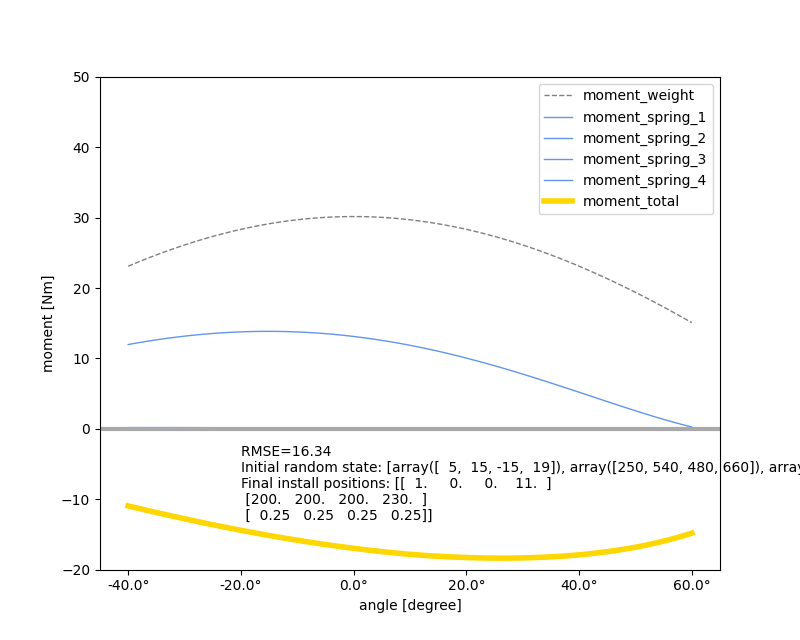 50
40
30
20
10
0
−10
−20
moment [Nm]
moment_weight
moment_spring_1
moment_spring_2
moment_spring_3
moment_spring_4
moment_total
RMSE=16.34
Initial random state: [array([  5,  15, -15,  19]), array([250, 540, 480, 660]), array
Final install positions: [[  1.     0.     0.    11.  ]
[200.   200.   200.   230.  ]
[  0.25   0.25   0.25   0.25]]
-40.0° -20.0° 0.0° 20.0° 40.0° 60.0°
angle [degree]